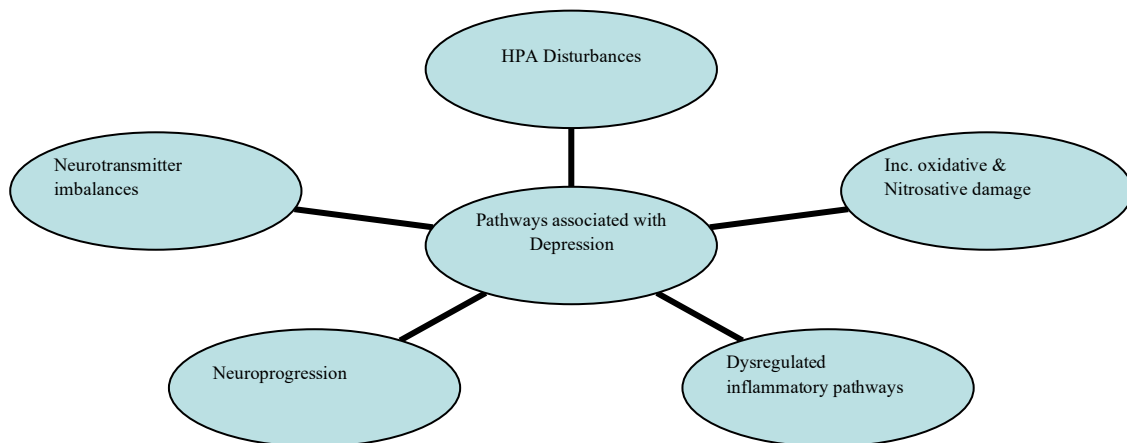 HPA Disturbances
Neurotransmitter
imbalances
Inc. oxidative &
Nitrosative damage
Pathways associated with
Depression
Neuroprogression
Dysregulated
inflammatory pathways